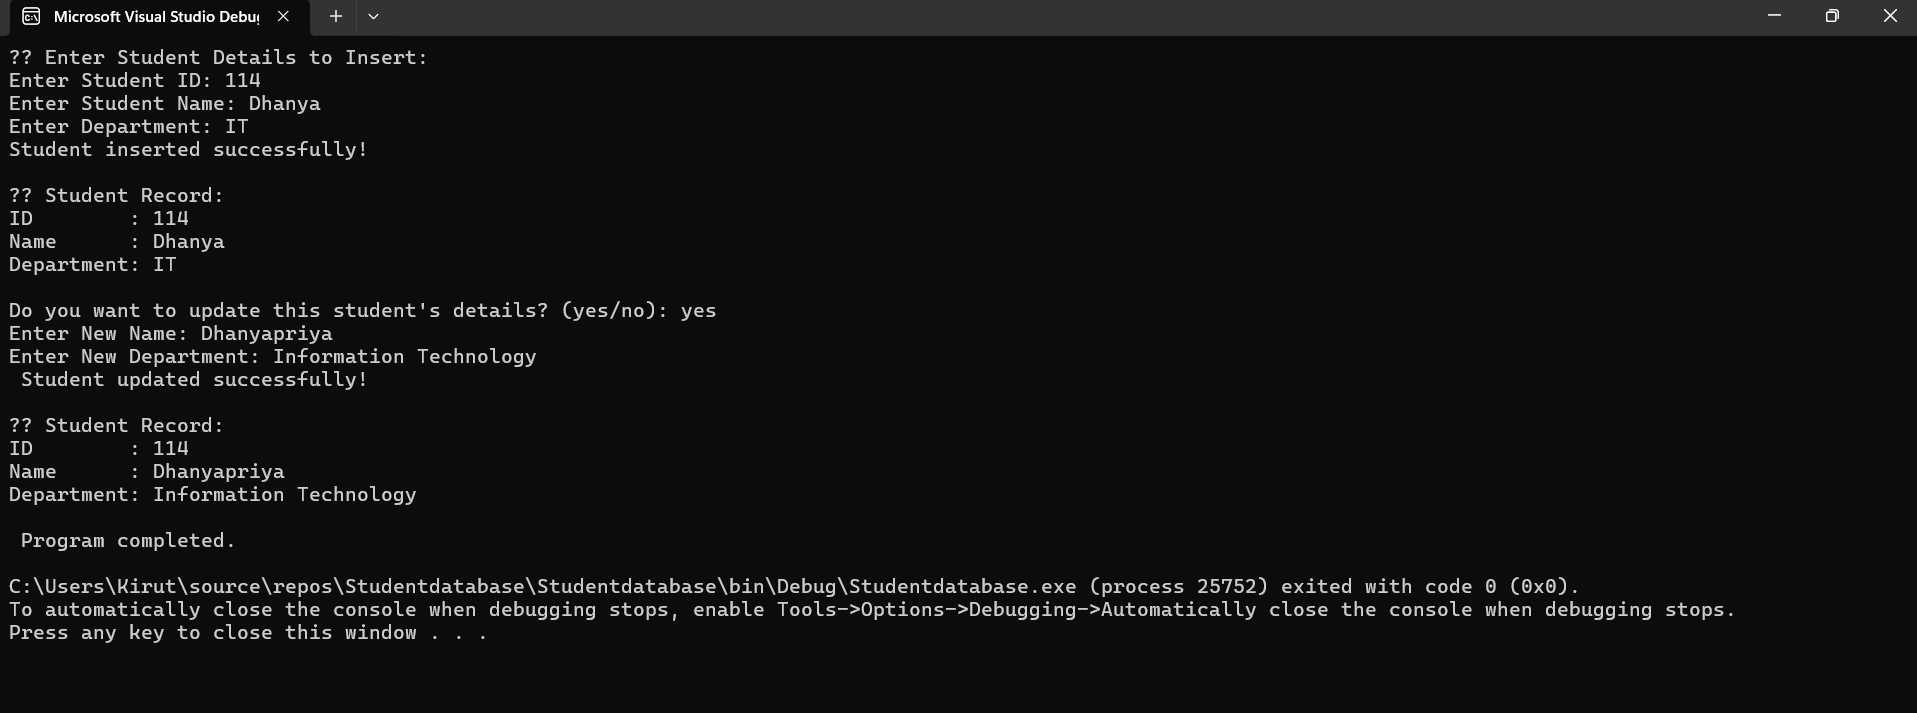 Microsoft Visual Studio Debug
?? Enter Student Details to Insert:
Enter Student ID: 114
Enter Student Name: Dhanya
Enter Department: IT
Student inserted successfully!
?? Student Record:
ID        : 114
Name      : Dhanya
Department: IT
Do you want to update this student's details? (yes/no): yes
Enter New Name: Dhanyapriya
Enter New Department: Information Technology
 Student updated successfully!
?? Student Record:
ID        : 114
Name      : Dhanyapriya
Department: Information Technology
 Program completed.
C:\Users\Kirut\source\repos\Studentdatabase\Studentdatabase\bin\Debug\Studentdatabase.exe (process 25752) exited with code 0 (0x0).
To automatically close the console when debugging stops, enable Tools->Options->Debugging->Automatically close the console when debugging stops.
Press any key to close this window . . .